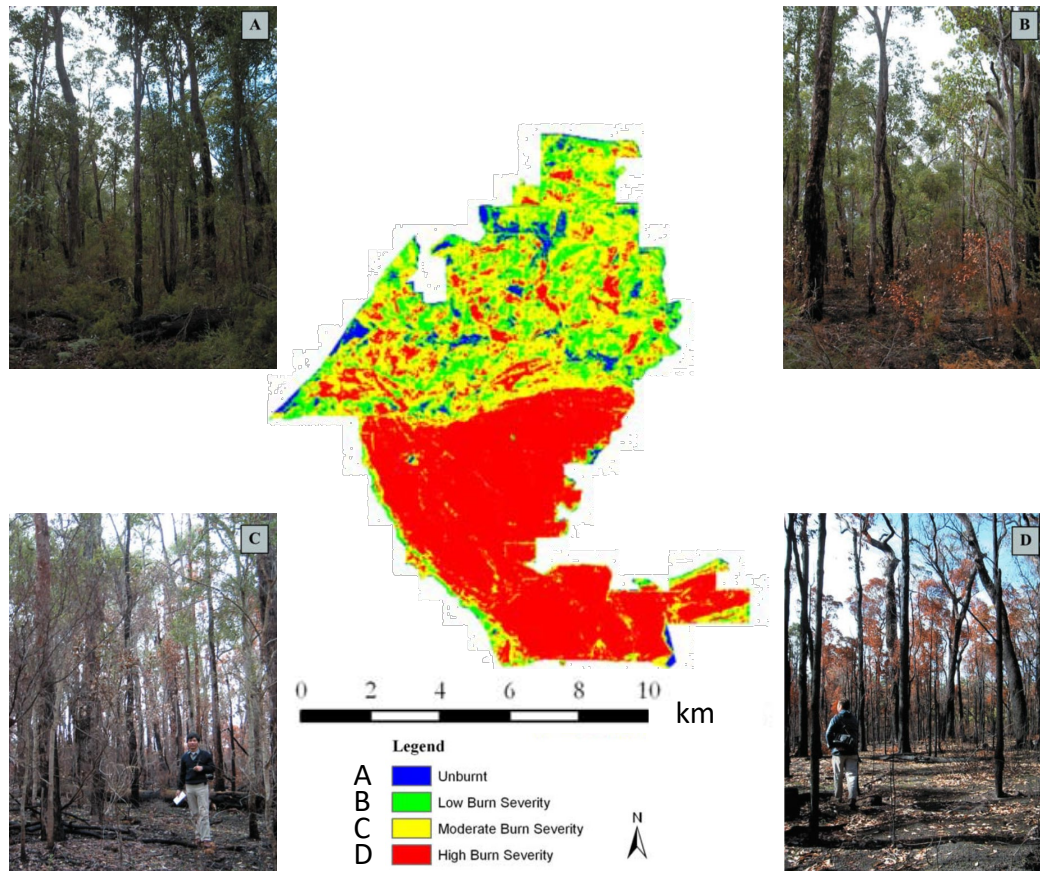 A
B
C
D
0 2 4 6 8 10
km
Legend
A Unburnt
B Low Burn Severity
C Moderate Burn Severity
D High Burn Severity
N